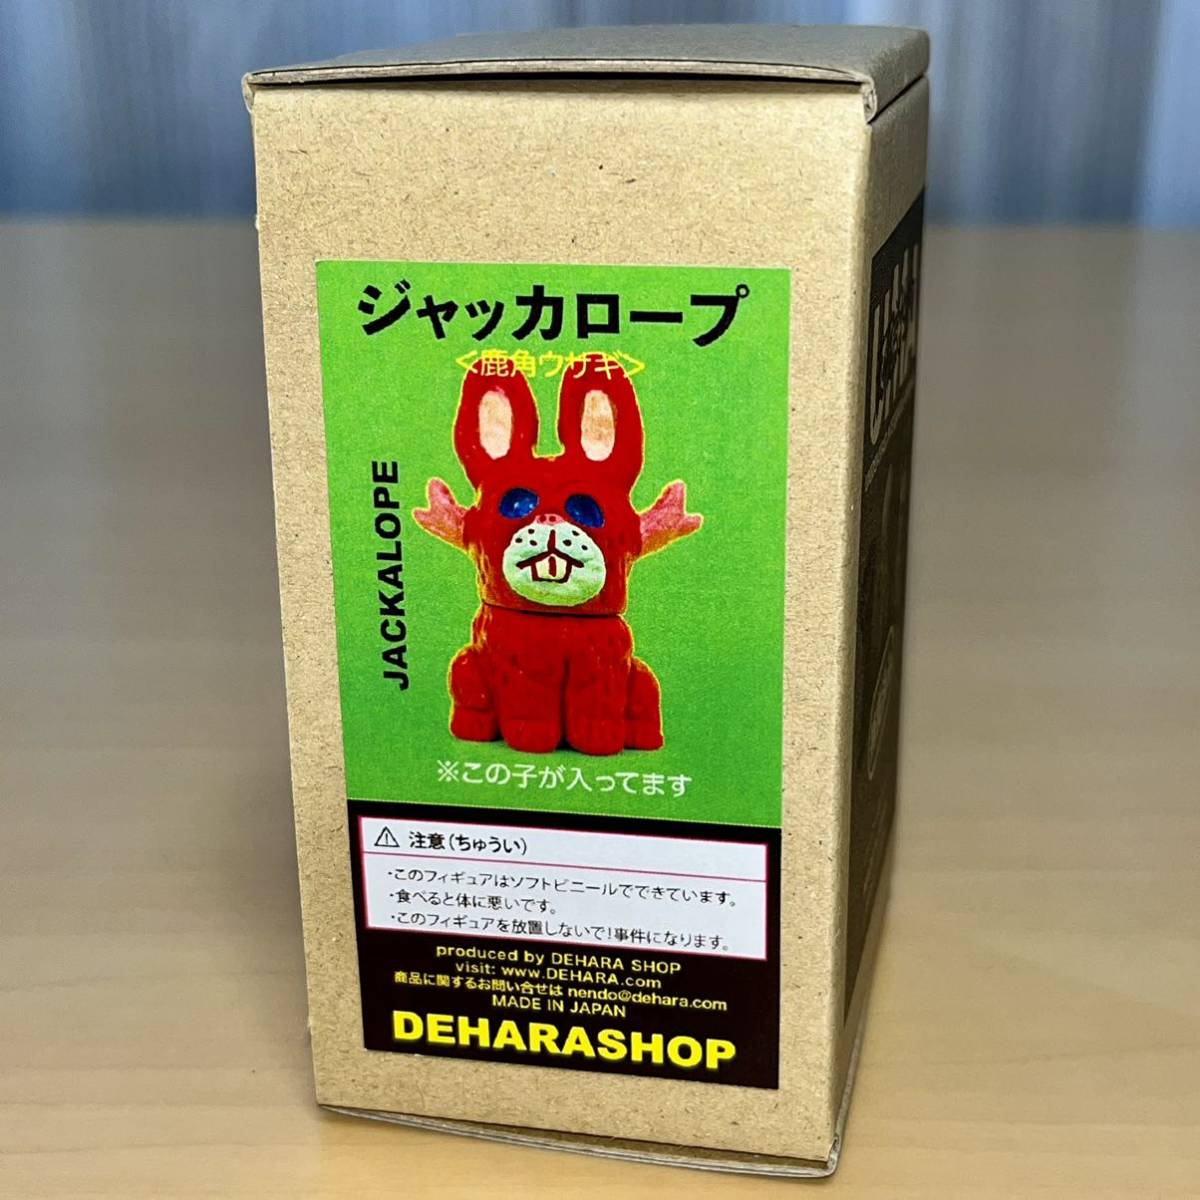 ジャッカロープ
<鹿角ウサギ>
JACKALOPE
※この子が入ってます
⚠ 注意(ちゅうい)
・このフィギュアはソフトビニールでできています。
・食べると体に悪いです。
・このフィギュアを放置しないで!事件になります。
produced by DEHARA SHOP
visit: www.DEHARA.com
商品に関するお問い合せは nendo@dehara.com
MADE IN JAPAN
DEHARASHOP